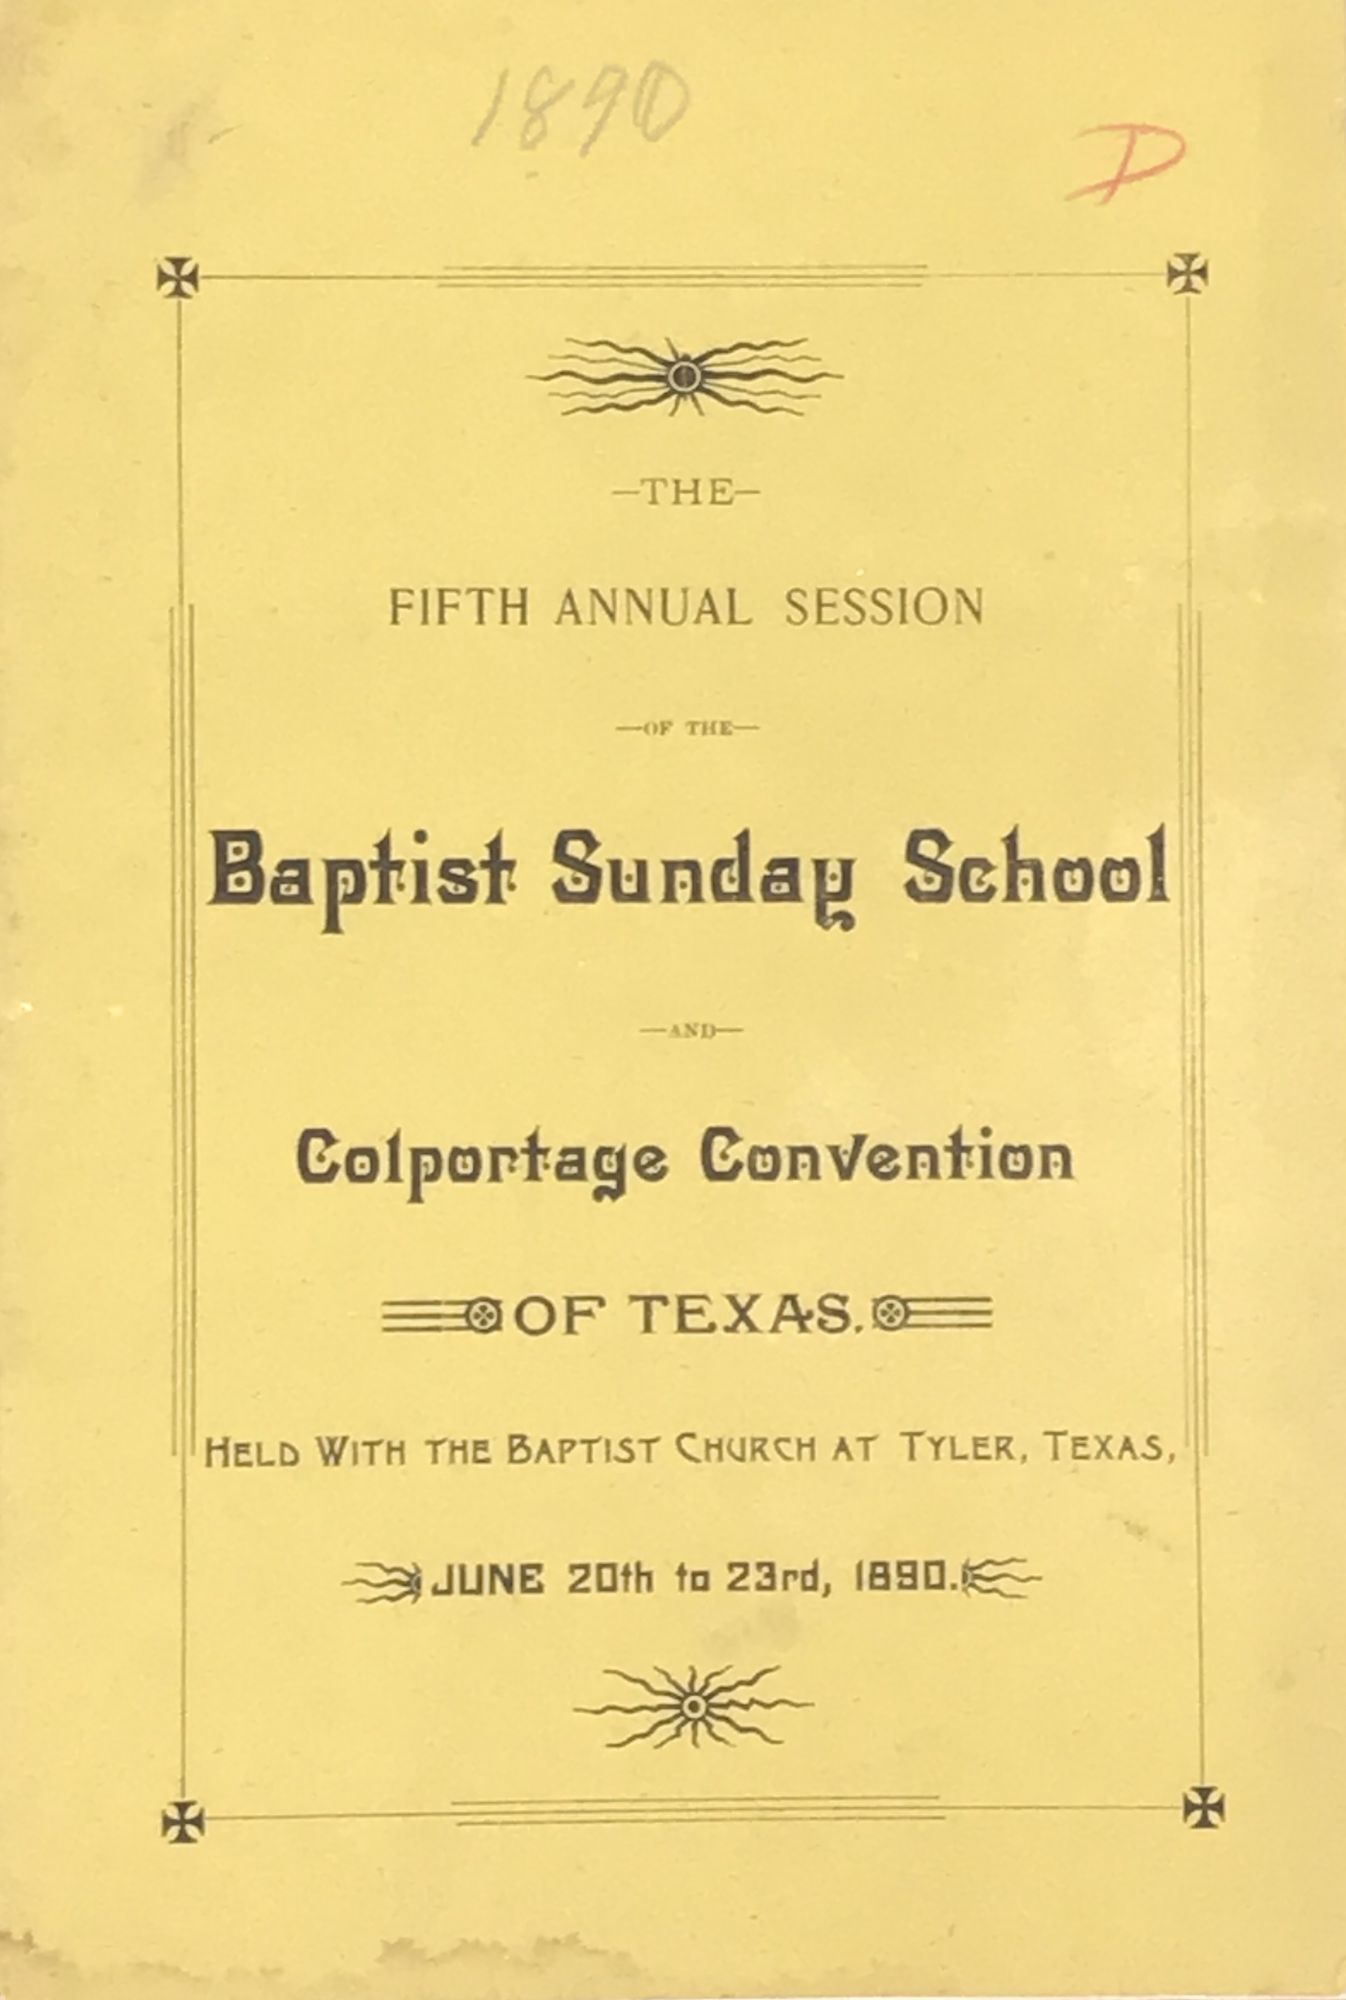 1890
D
—THE—
FIFTH ANNUAL SESSION
—OF THE—
Baptist Sunday School
—AND—
Colportage Convention
OF TEXAS.
HELD WITH THE BAPTIST CHURCH AT TYLER, TEXAS,
JUNE 20th to 23rd, 1890.